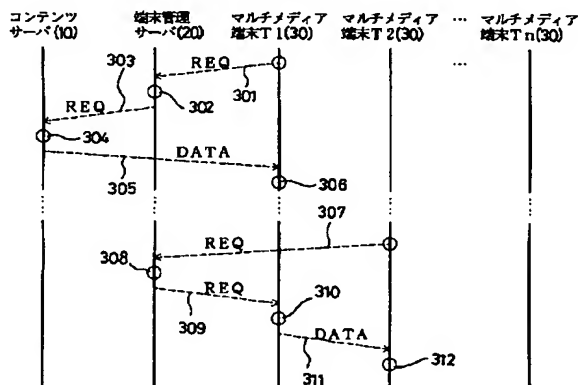 コンテンツ サーバ(10)
端末管理 サーバ(20)
マルチメディア 端末T1(30)
マルチメディア 端末T2(30)
…
マルチメディア 端末Tn(30)
…
303
REQ
REQ
301
302
304
DATA
305
306
307
REQ
308
REQ
310
309
DATA
311
312